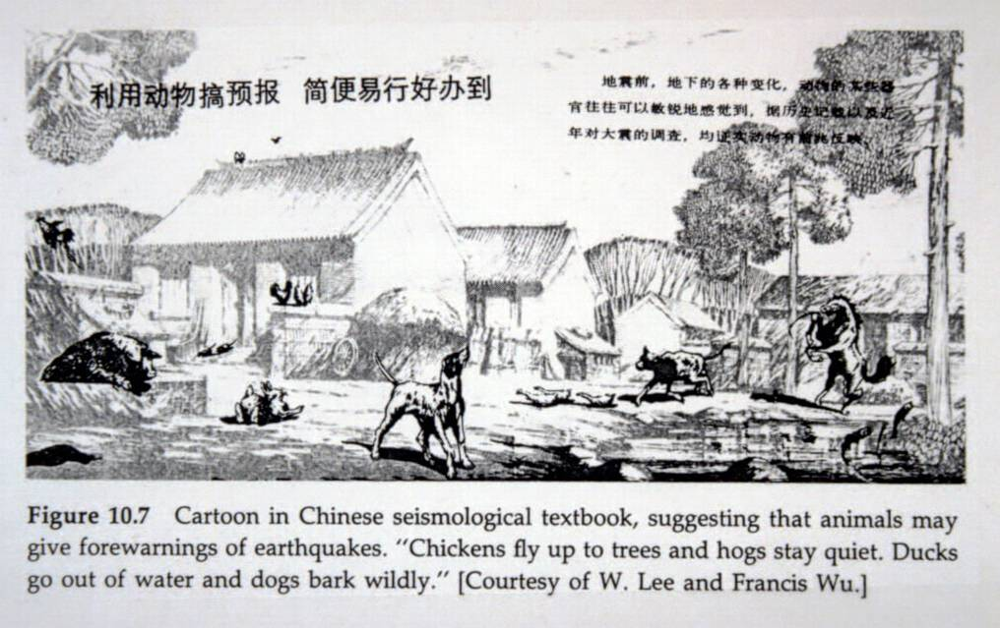 利用动物搞预报 简便易行好办到
地震前，地下的各种变化，动物的某些器
官往往可以敏锐地感觉到，据历史记载以及近
年对大震的调查，均证实动物有前兆反映。
Figure 10.7 Cartoon in Chinese seismological textbook, suggesting that animals may
give forewarnings of earthquakes. “Chickens fly up to trees and hogs stay quiet. Ducks
go out of water and dogs bark wildly.” [Courtesy of W. Lee and Francis Wu.]